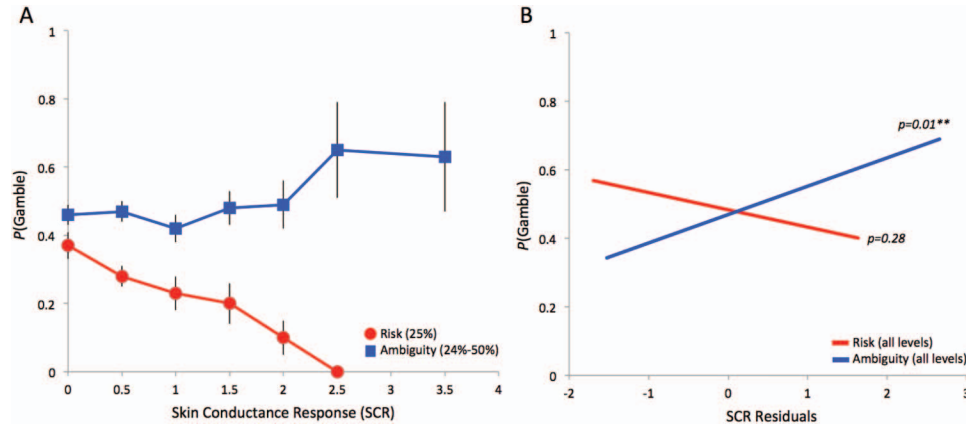 A
B
1
0.8
0.6
0.4
0.2
0
P(Gamble)
0
0.5
1
1.5
2
2.5
3
3.5
4
Skin Conductance Response (SCR)
Risk (25%)
Ambiguity (24%-50%)
1
0.8
0.6
0.4
0.2
0
P(Gamble)
p=0.01**
p=0.28
-2
-1
0
1
2
3
SCR Residuals
Risk (all levels)
Ambiguity (all levels)